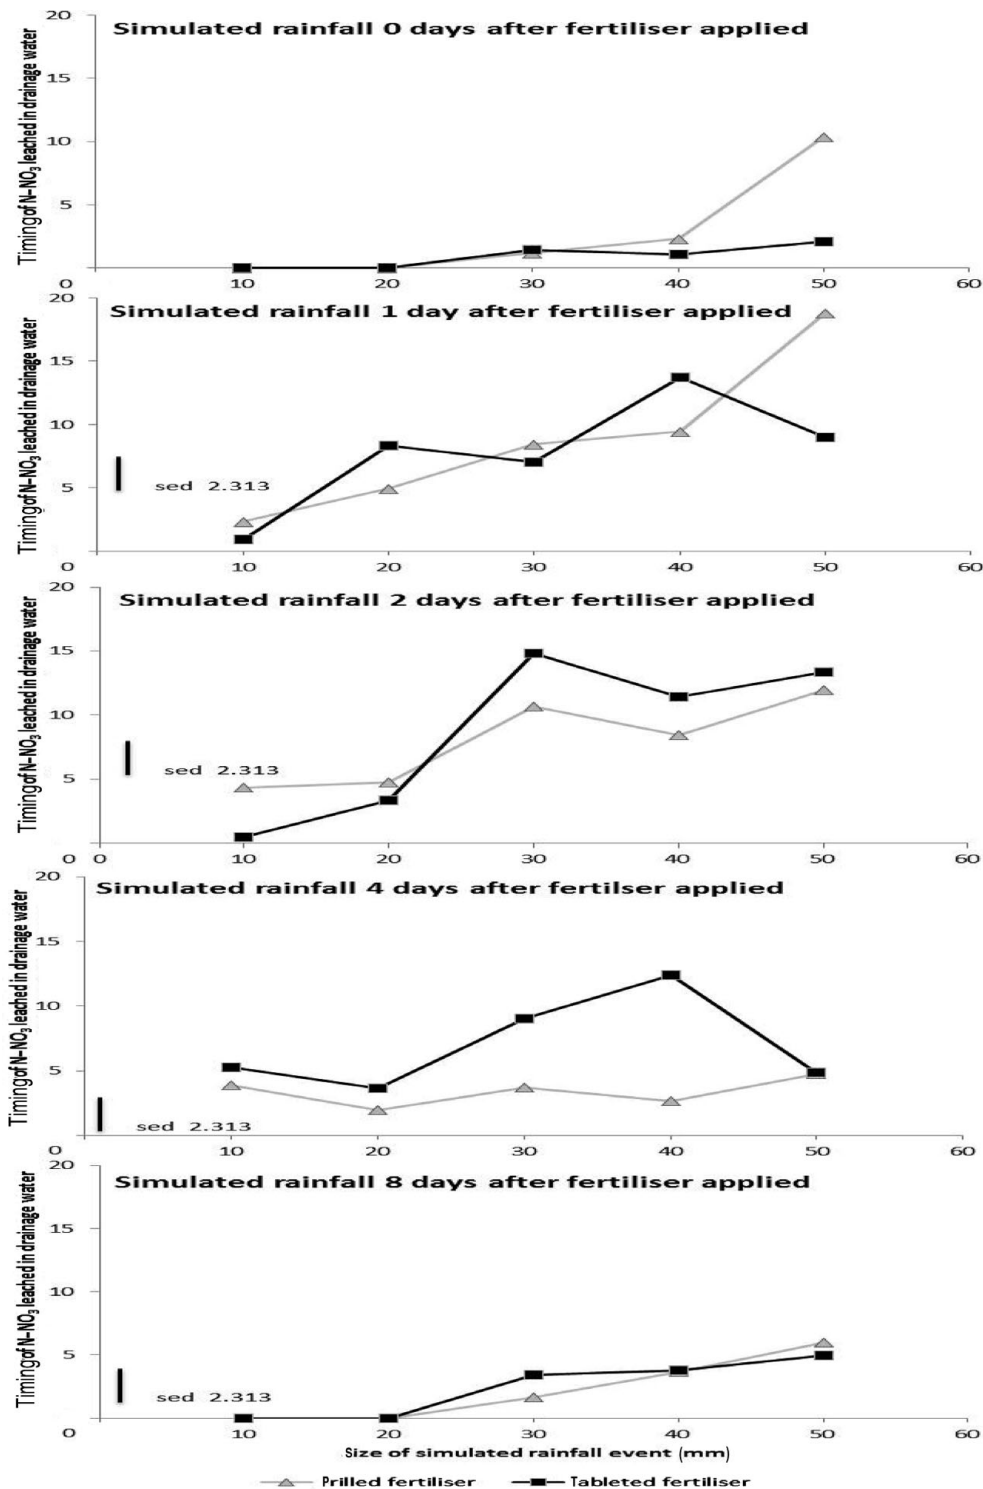 Simulated rainfall 0 days after fertiliser applied
Timing of N-NO3 leached in drainage water
20
15
10
5
0
10 20 30 40 50 60
Simulated rainfall 1 day after fertiliser applied
Timing of N-NO3 leached in drainage water
20
15
10
5
sed 2.313
0
10 20 30 40 50 60
Simulated rainfall 2 days after fertiliser applied
Timing of N-NO3 leached in drainage water
20
15
10
5
sed 2.313
0
0 10 20 30 40 50 60
Simulated rainfall 4 days after fertilser applied
Timing of N-NO3 leached in drainage water
20
15
10
5
sed 2.313
0
10 20 30 40 50 60
Simulated rainfall 8 days after fertiliser applied
Timing of N-NO3 leached in drainage water
20
15
10
5
sed 2.313
0
10 20 30 40 50 60
Size of simulated rainfall event (mm)
Prilled fertiliser Tableted fertiliser